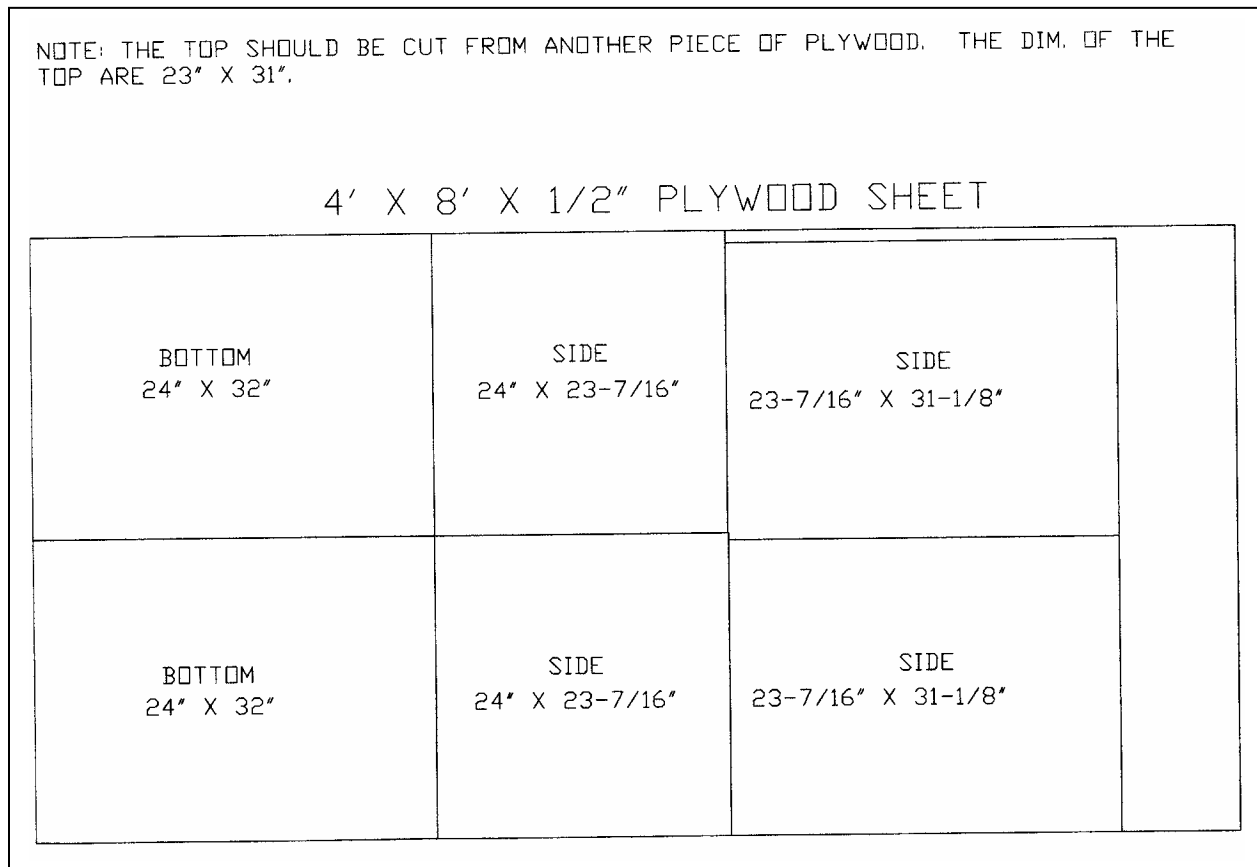 NOTE: THE TOP SHOULD BE CUT FROM ANOTHER PIECE OF PLYWOOD. THE DIM. OF THE
TOP ARE 23" X 31".
4' X 8' X 1/2" PLYWOOD SHEET
BOTTOM
24" X 32"
SIDE
24" X 23-7/16"
SIDE
23-7/16" X 31-1/8"
BOTTOM
24" X 32"
SIDE
24" X 23-7/16"
SIDE
23-7/16" X 31-1/8"